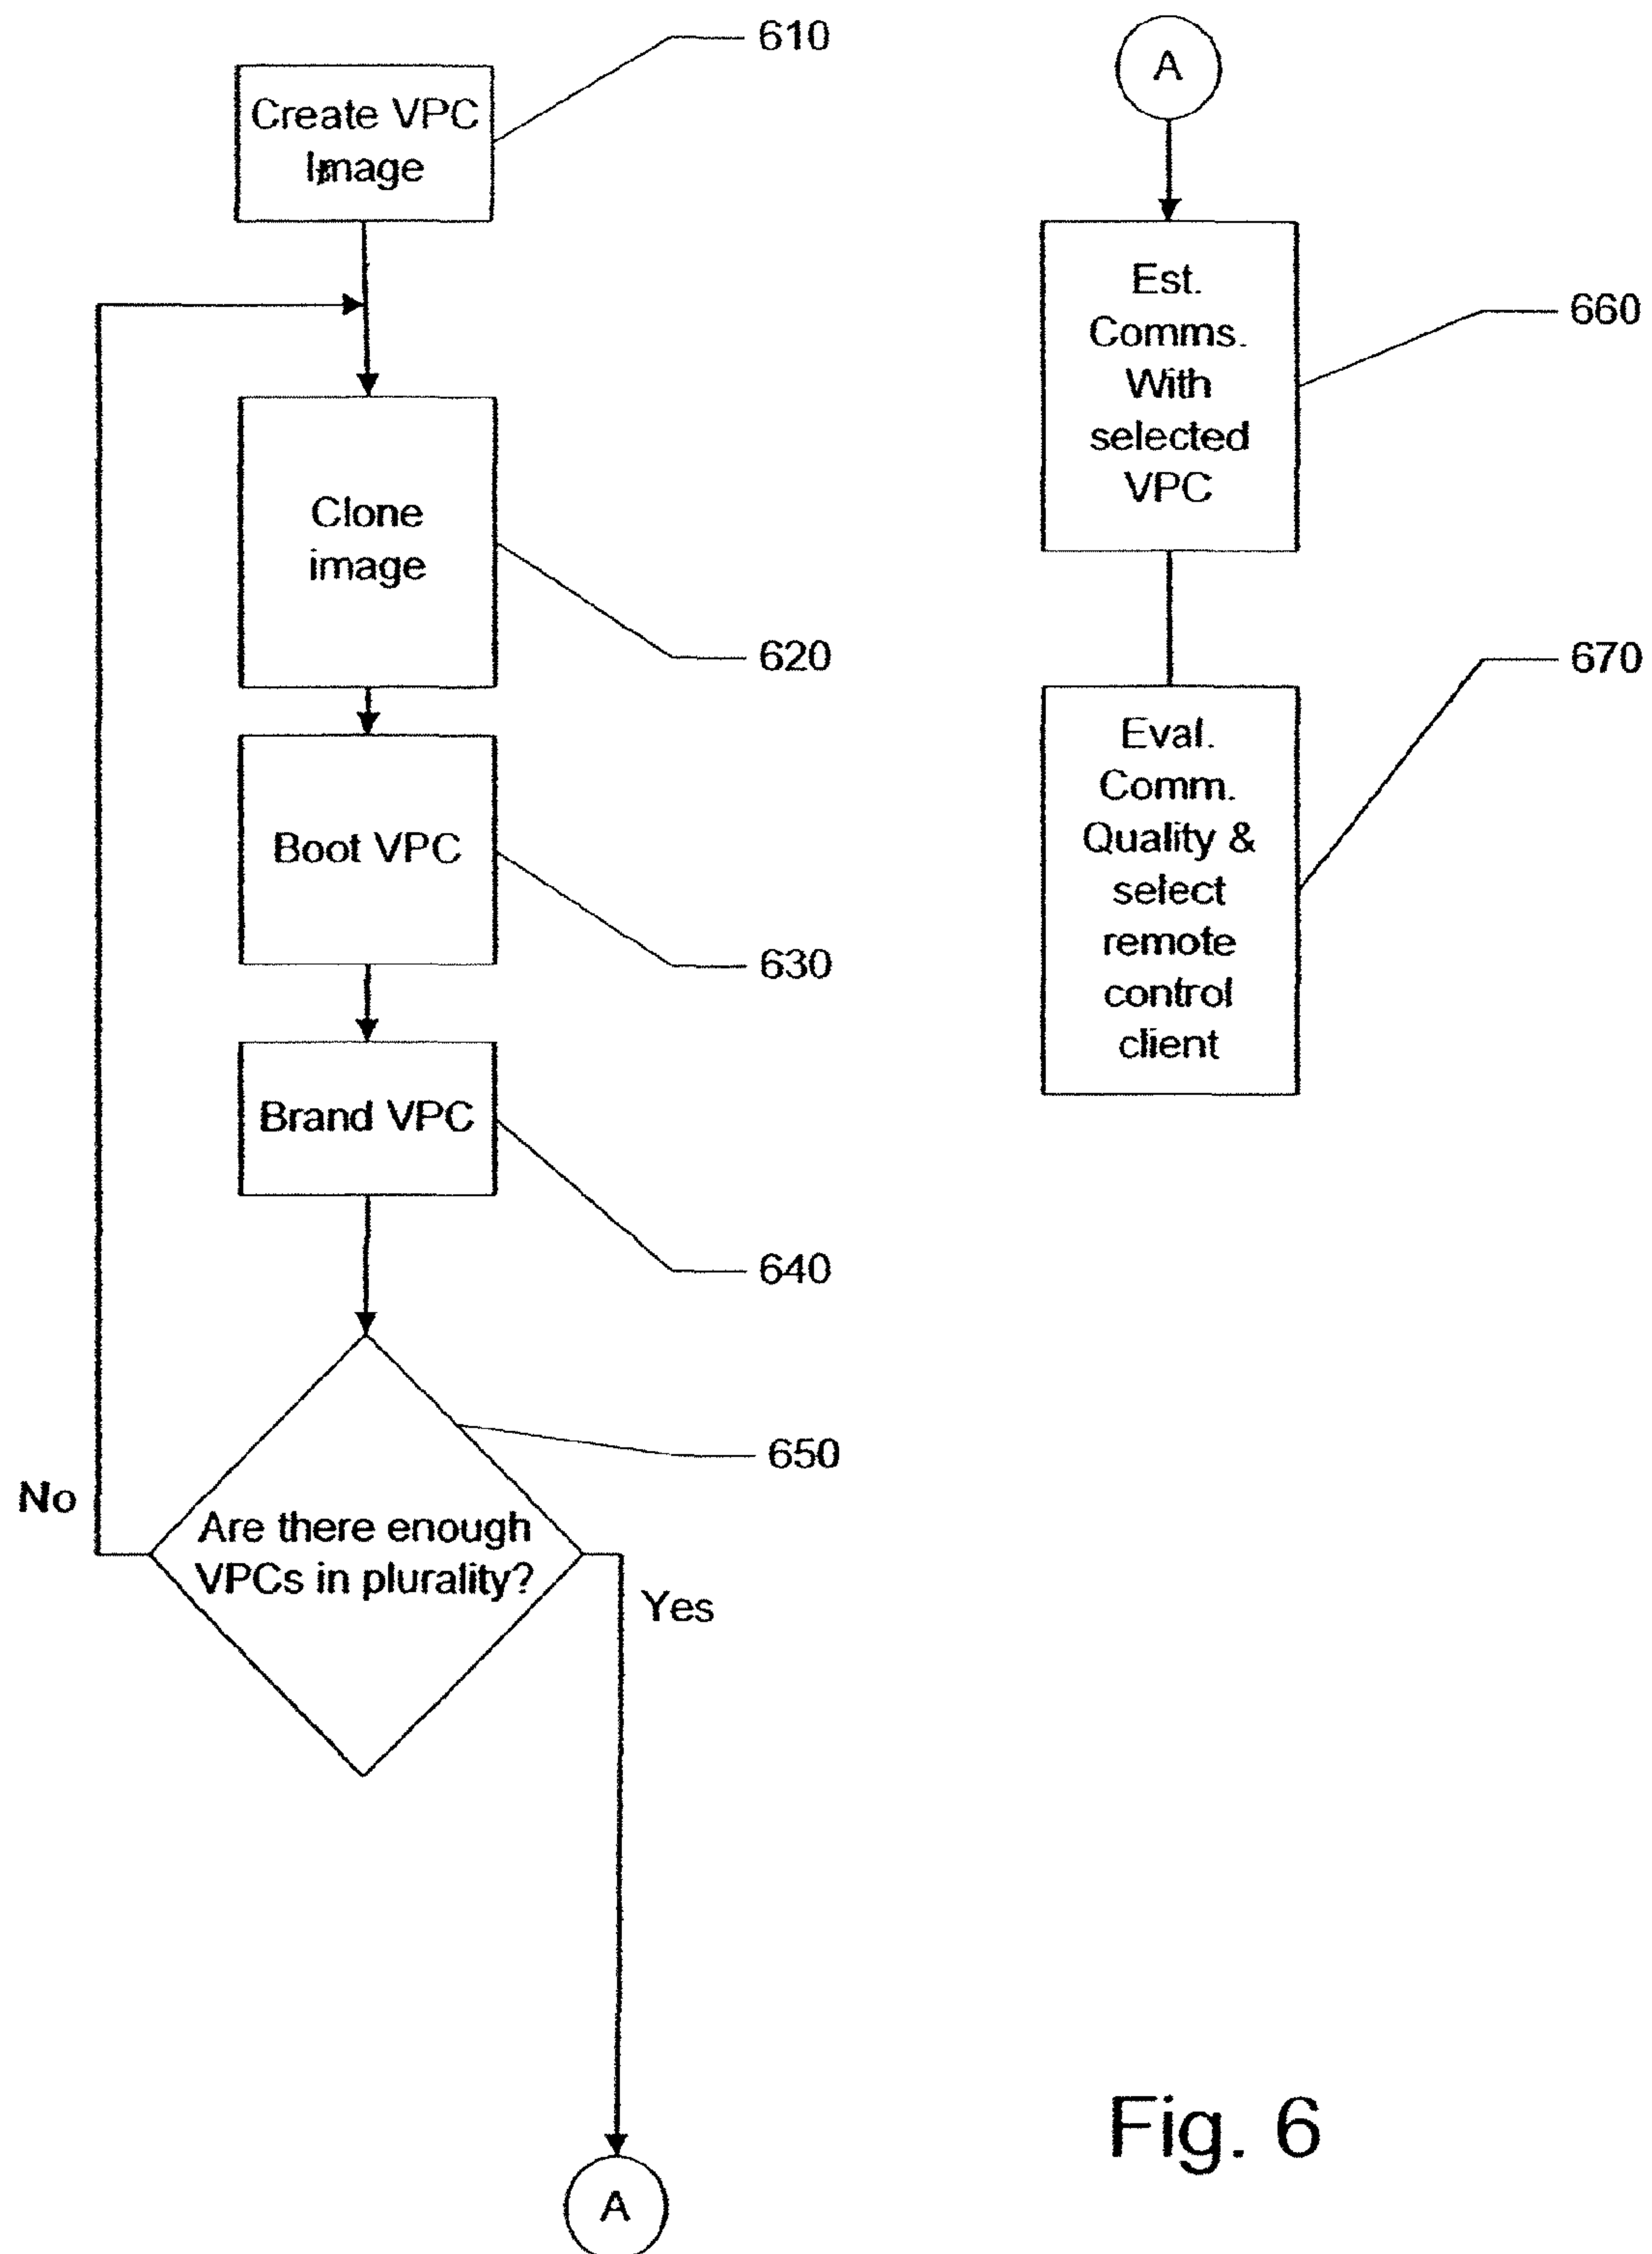 610
Create VPC
Image
Clone
image
620
Boot VPC
630
Brand VPC
640
650
No
Are there enough
VPCs in plurality?
Yes
A
A
Est.
Comms.
With
selected
VPC
660
Eval.
Comm.
Quality &
select
remote
control
client
670
Fig. 6